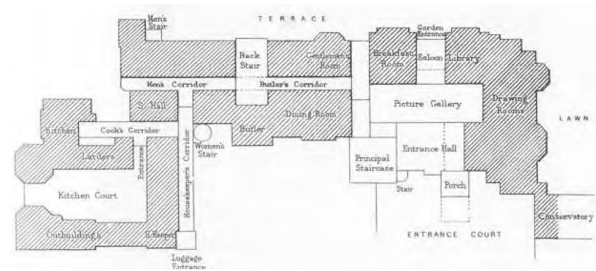 TERRACE
Men's
Stair
Garden
Entrance
Back
Stair
Gentlemen's
Room
Breakfast
Room
Saloon
Library
Men's Corridor
Butler's Corridor
S. Hall
Picture Gallery
Drawing
Rooms
LAWN
Kitchen
Cook's Corridor
Butler
Dining Room
Women's
Stair
Larders
Entrance
Housekeeper's Corridor
Principal
Staircase
Entrance Hall
Stair
Porch
Kitchen Court
Conservatory
Outbuildings
H. Keeper
ENTRANCE COURT
Luggage
Entrance